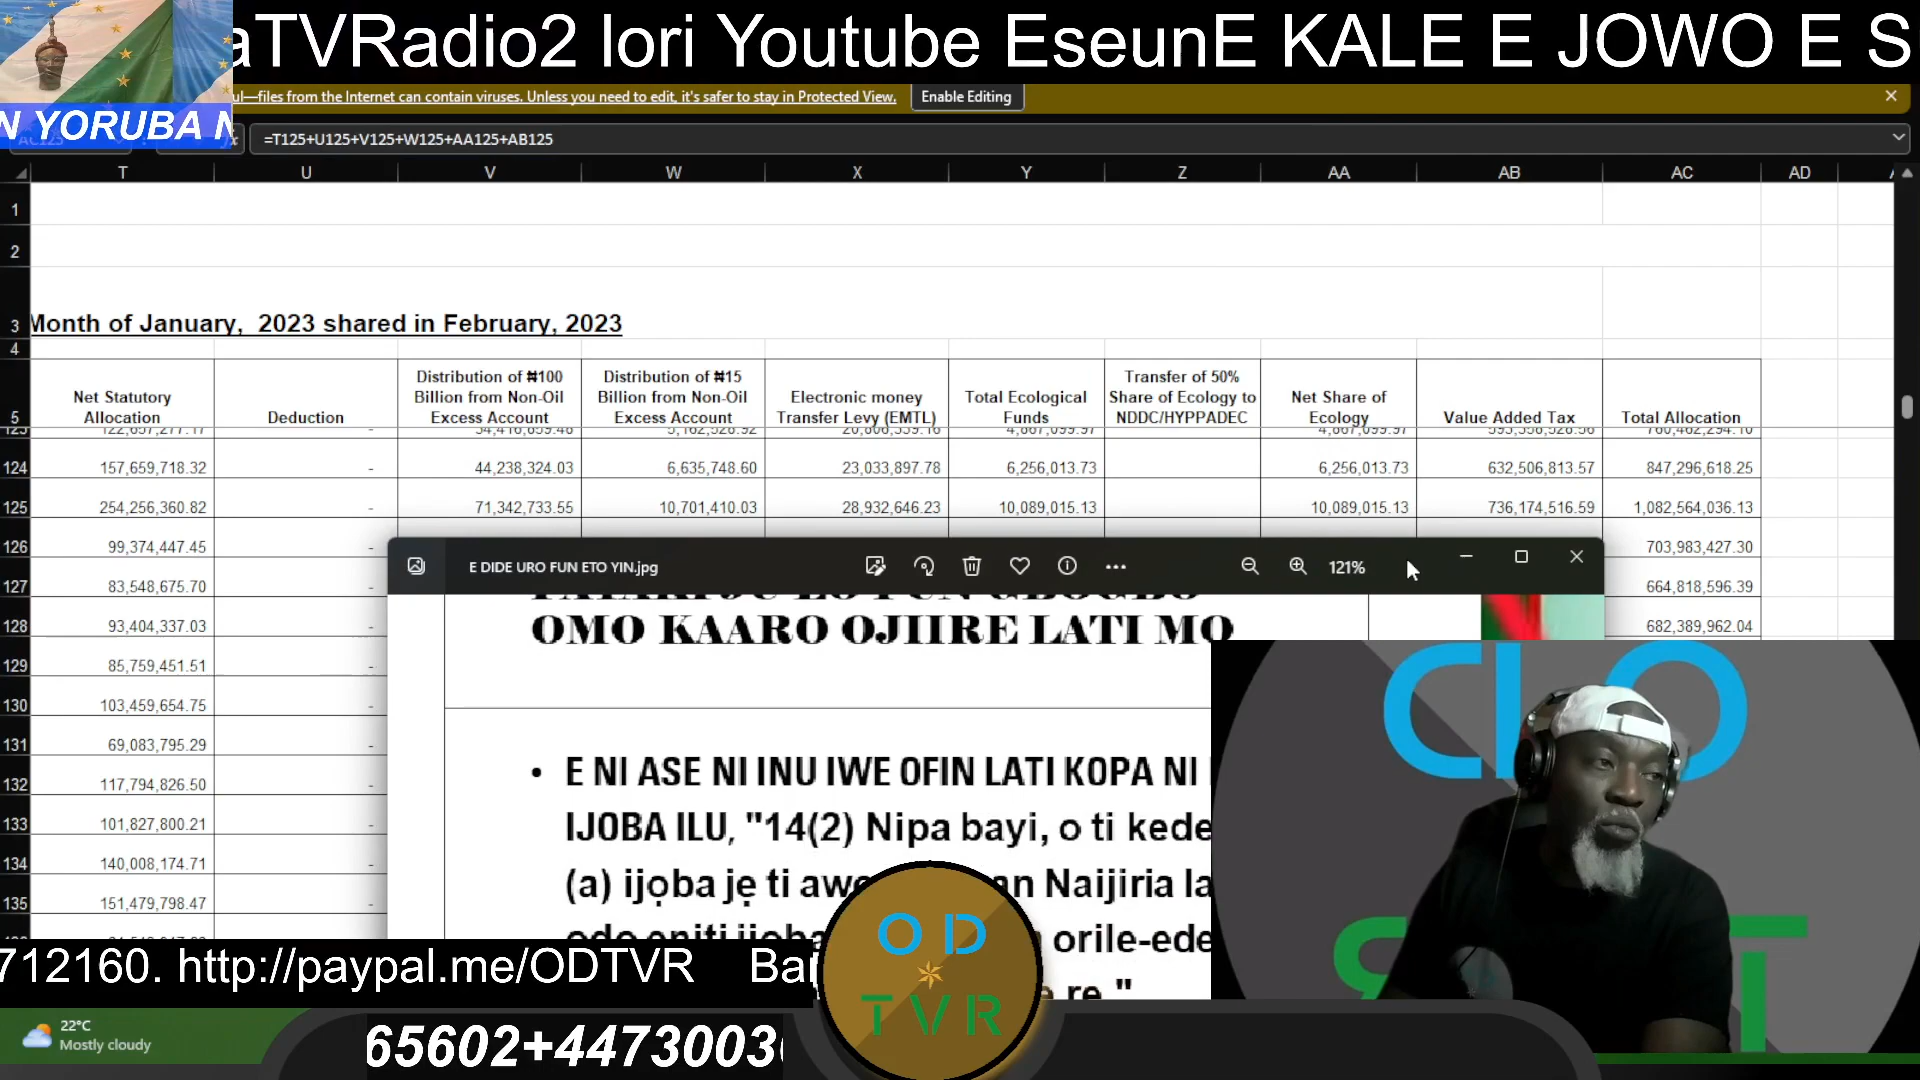 aTVRadio2 lori Youtube EseunE KALE E JOWO E S
ul—files from the Internet can contain viruses. Unless you need to edit, it's safer to stay in Protected View. Enable Editing
N YORUBA
=T125+U125+V125+W125+AA125+AB125
T U V W X Y Z AA AB AC AD
1
2
3 Month of January, 2023 shared in February, 2023
4
5 Net Statutory Allocation Deduction Distribution of ₦100 Billion from Non-Oil Excess Account Distribution of ₦15 Billion from Non-Oil Excess Account Electronic money Transfer Levy (EMTL) Total Ecological Funds Transfer of 50% Share of Ecology to NDDC/HYPPADEC Net Share of Ecology Value Added Tax Total Allocation
124 157,659,718.32 - 44,238,324.03 6,635,748.60 23,033,897.78 6,256,013.73 6,256,013.73 632,506,813.57 847,296,618.25
125 254,256,360.82 - 71,342,733.55 10,701,410.03 28,932,646.23 10,089,015.13 10,089,015.13 736,174,516.59 1,082,564,036.13
126 99,374,447.45 - 703,983,427.30
127 83,548,675.70 - 664,818,596.39
128 93,404,337.03 - 682,389,962.04
129 85,759,451.51 -
130 103,459,654.75 -
131 69,083,795.29 -
132 117,794,826.50 -
133 101,827,800.21 -
134 140,008,174.71 -
135 151,479,798.47 -
E DIDE URO FUN ETO YIN.jpg 121%
OMO KAARO OJIIRE LATI MO
• E NI ASE NI INU IWE OFIN LATI KOPA NI
IJOBA ILU, "14(2) Nipa bayi, o ti kede
(a) ijọba jẹ ti awọ an Naijiria la
orile-ede
re."
712160. http://paypal.me/ODTVR Ba
OD
TVR
22°C
Mostly cloudy
65602+4473003